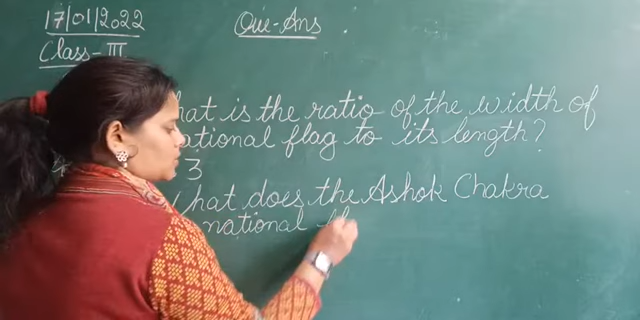 17/01/2022
Que-Ans
Class-III
hat is the ratio of the width of
ational flag to its length?
3
hat does the Ashok Chakra
national fl